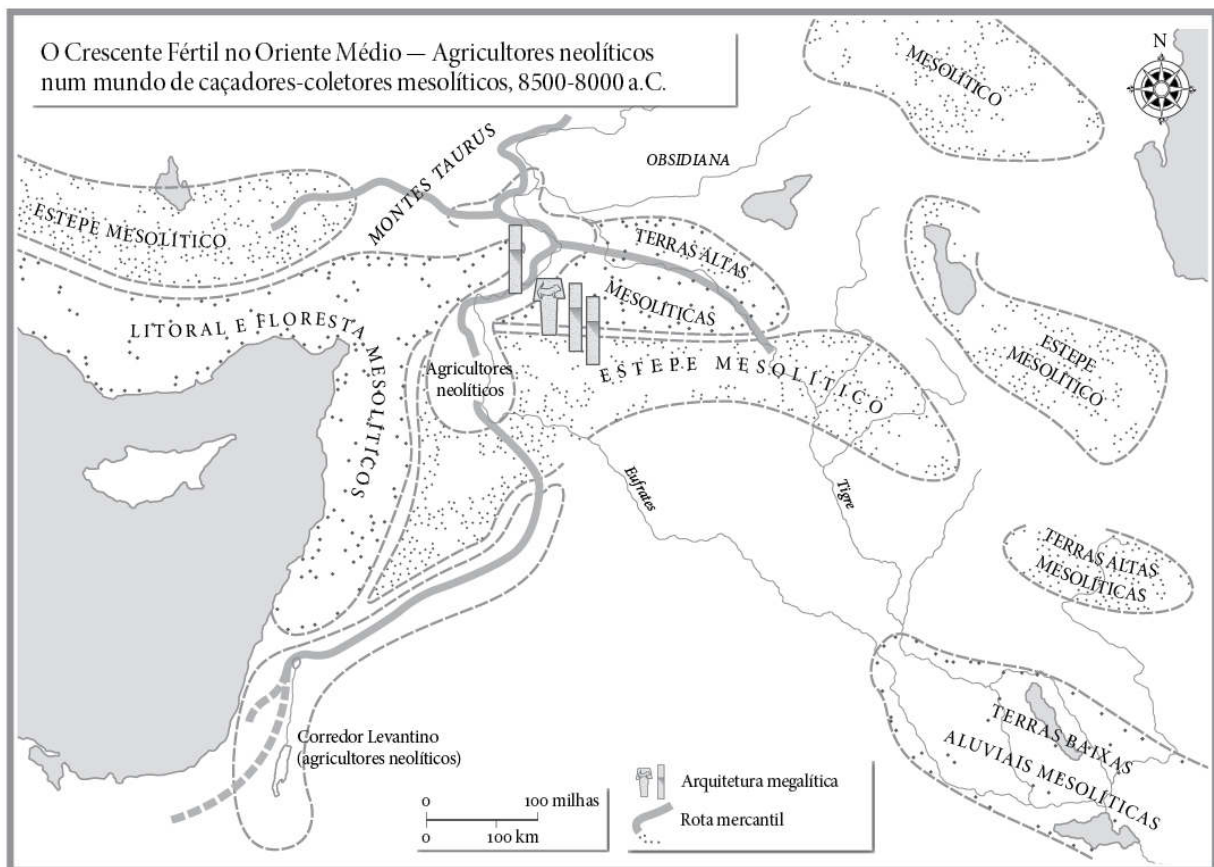 O Crescente Fértil no Oriente Médio — Agricultores neolíticos
num mundo de caçadores-coletores mesolíticos, 8500-8000 a.C.
MESOLÍTICO
N
OBSIDIANA
MONTES TAURUS
ESTEPE MESOLÍTICO
TERRAS ALTAS
MESOLÍTICAS
LITORAL E FLORESTA MESOLÍTICOS
Agricultores
neolíticos
ESTEPE MESOLÍTICO
ESTEPE
MESOLÍTICO
Eufrates
Tigre
TERRAS ALTAS
MESOLÍTICAS
TERRAS BAIXAS
ALUVIAIS MESOLÍTICAS
Corredor Levantino
(agricultores neolíticos)
0 100 milhas
0 100 km
Arquitetura megalítica
Rota mercantil